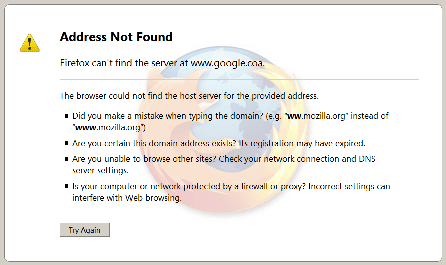 Address Not Found
Firefox can't find the server at www.google.coa.
The browser could not find the host server for the provided address.
Did you make a mistake when typing the domain? (e.g. "ww.mozilla.org" instead of
"www.mozilla.org")
Are you certain this domain address exists? Its registration may have expired.
Are you unable to browse other sites? Check your network connection and DNS
server settings.
Is your computer or network protected by a firewall or proxy? Incorrect settings can
interfere with Web browsing.
Try Again